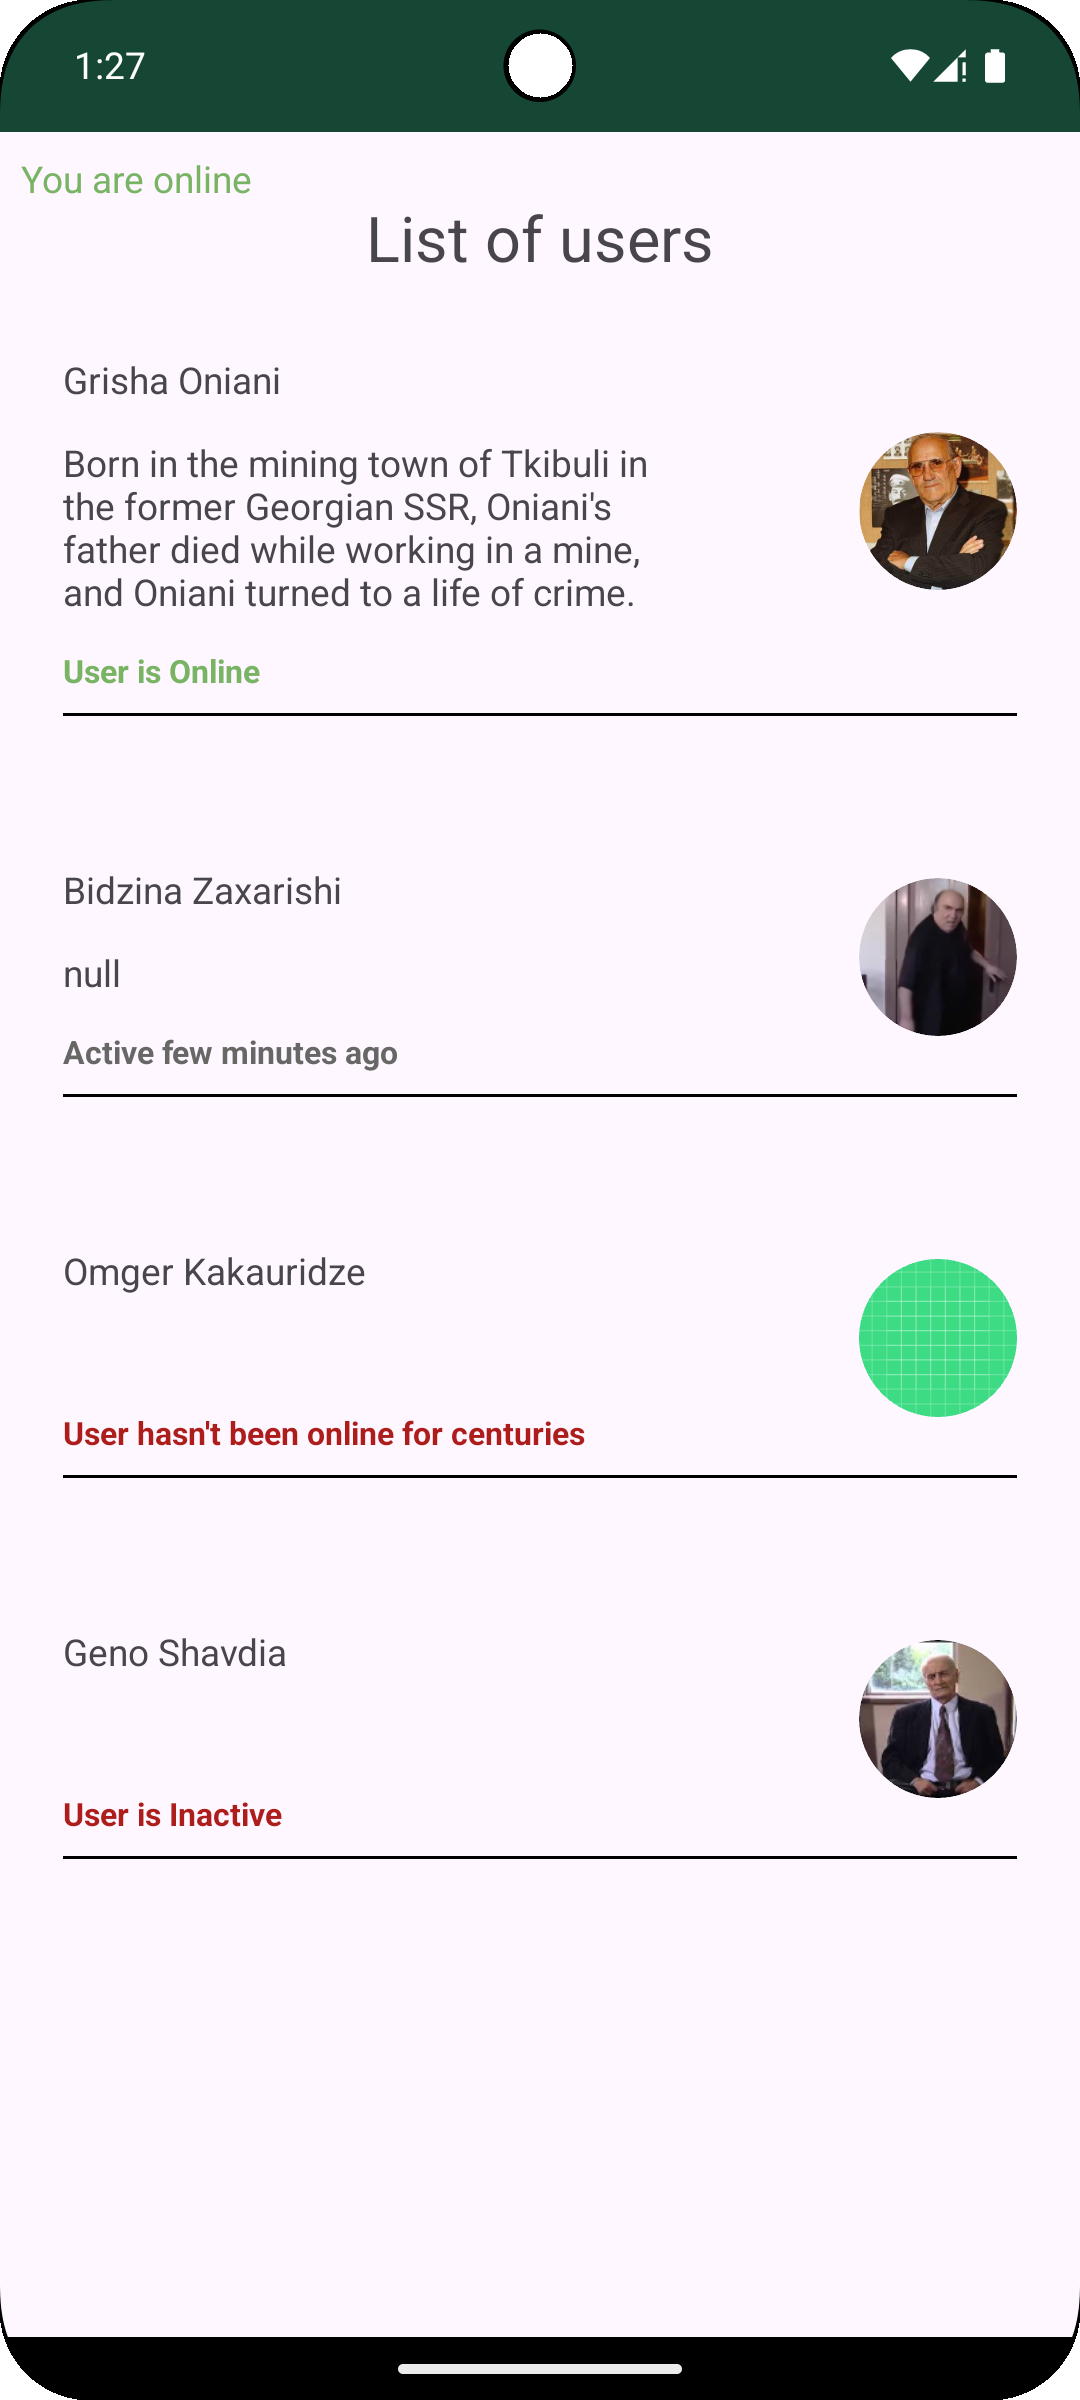 1:27
You are online
List of users
Grisha Oniani
Born in the mining town of Tkibuli in
the former Georgian SSR, Oniani's
father died while working in a mine,
and Oniani turned to a life of crime.
User is Online
Bidzina Zaxarishi
null
Active few minutes ago
Omger Kakauridze
User hasn't been online for centuries
Geno Shavdia
User is Inactive